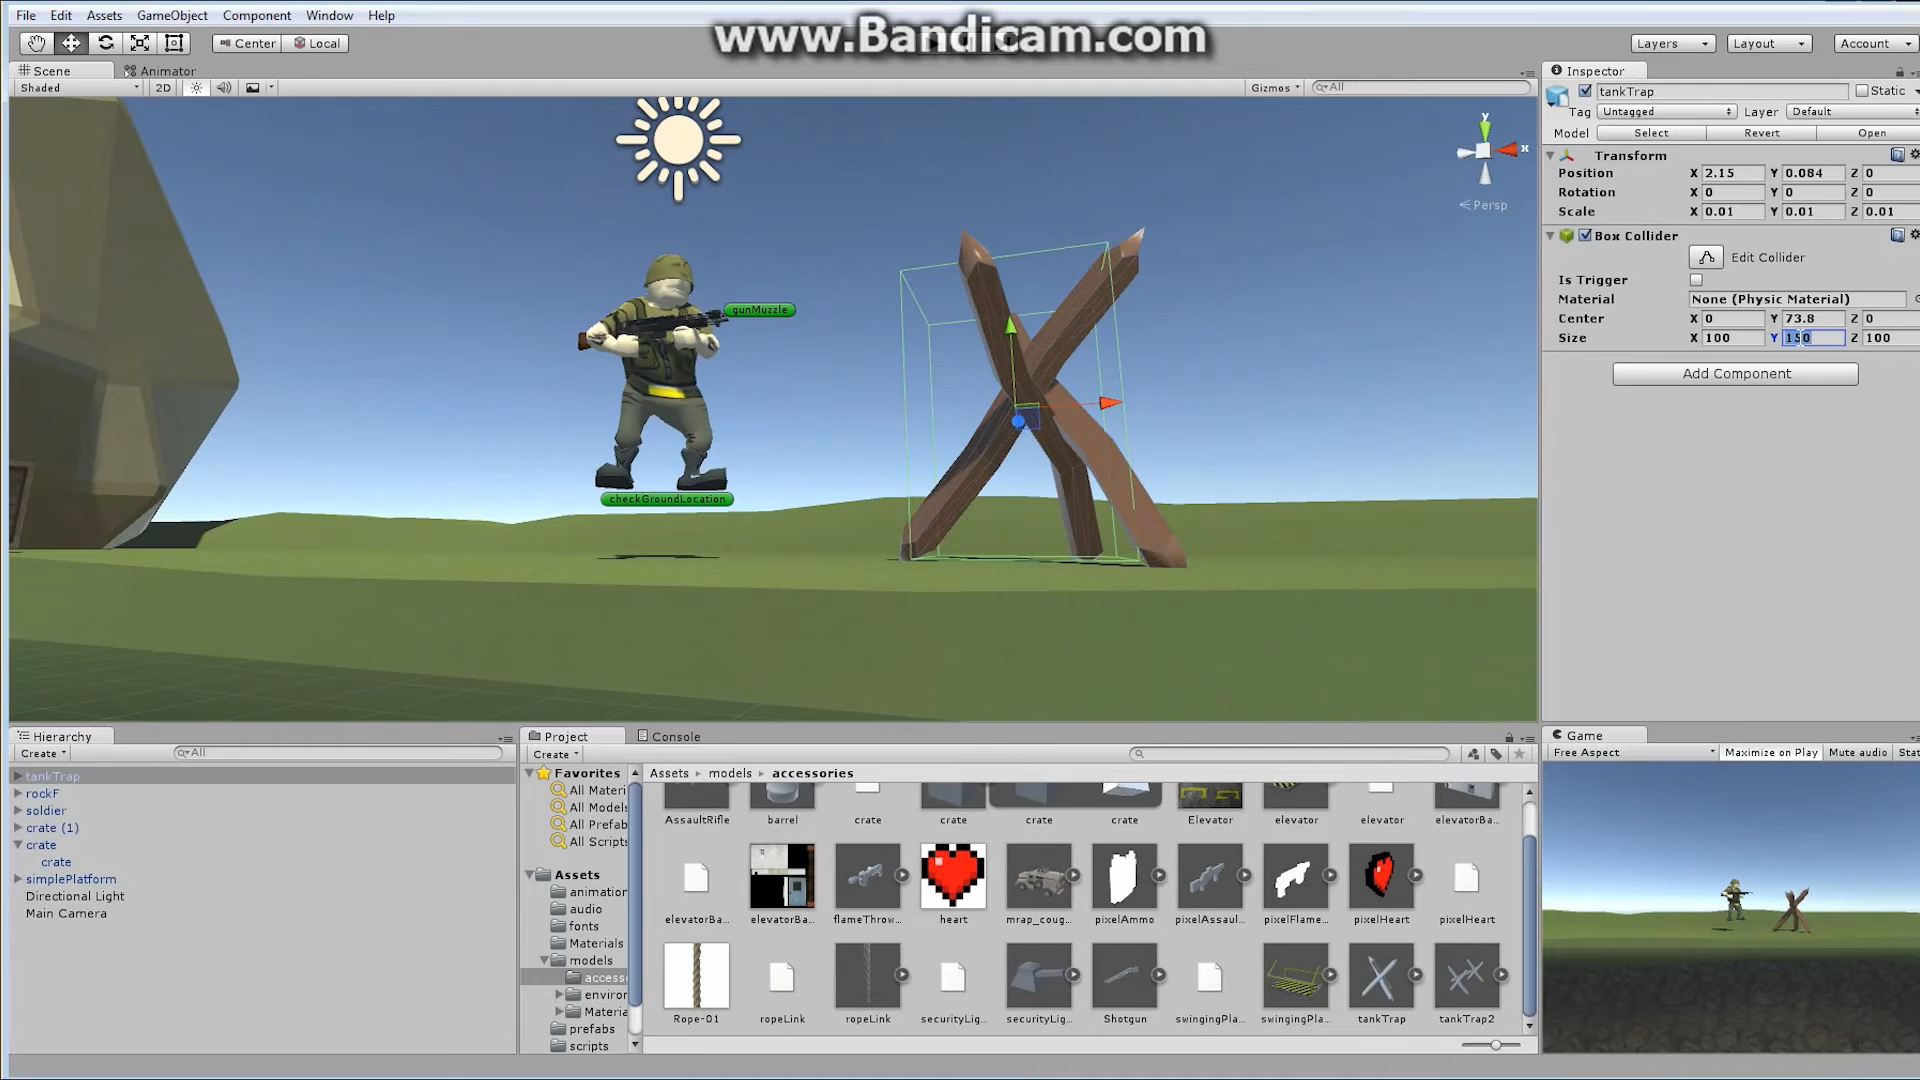 File Edit Assets GameObject Component Window Help
www.Bandicam.com
Center Local
Layers Layout Account
Scene Animator
Shaded 2D Gizmos All
y
x
Persp
gunMuzzle
checkGroundLocation
Inspector
tankTrap Static
Tag Untagged Layer Default
Model Select Revert Open
Transform
Position X 2.15 Y 0.084 Z 0
Rotation X 0 Y 0 Z 0
Scale X 0.01 Y 0.01 Z 0.01
Box Collider
Edit Collider
Is Trigger
Material None (Physic Material)
Center X 0 Y 73.8 Z 0
Size X 100 Y 150 Z 100
Add Component
Hierarchy
Create All
tankTrap
rockF
soldier
crate (1)
crate
crate
simplePlatform
Directional Light
Main Camera
Project Console
Create
Favorites
All Materi
All Models
All Prefab
All Scripts
Assets
animation
audio
fonts
Materials
models
accesso
enviror
Materia
prefabs
scripts
Assets models accessories
AssaultRifle barrel crate crate crate crate Elevator elevator elevator elevatorBa...
elevatorBa... elevatorBa... flameThrow... heart mrap_coug... pixelAmmo pixelAssaul... pixelFlame... pixelHeart pixelHeart
Rope-01 ropeLink ropeLink securityLig... securityLig... Shotgun swingingPla... swingingPla... tankTrap tankTrap2
Game
Free Aspect Maximize on Play Mute audio Stat